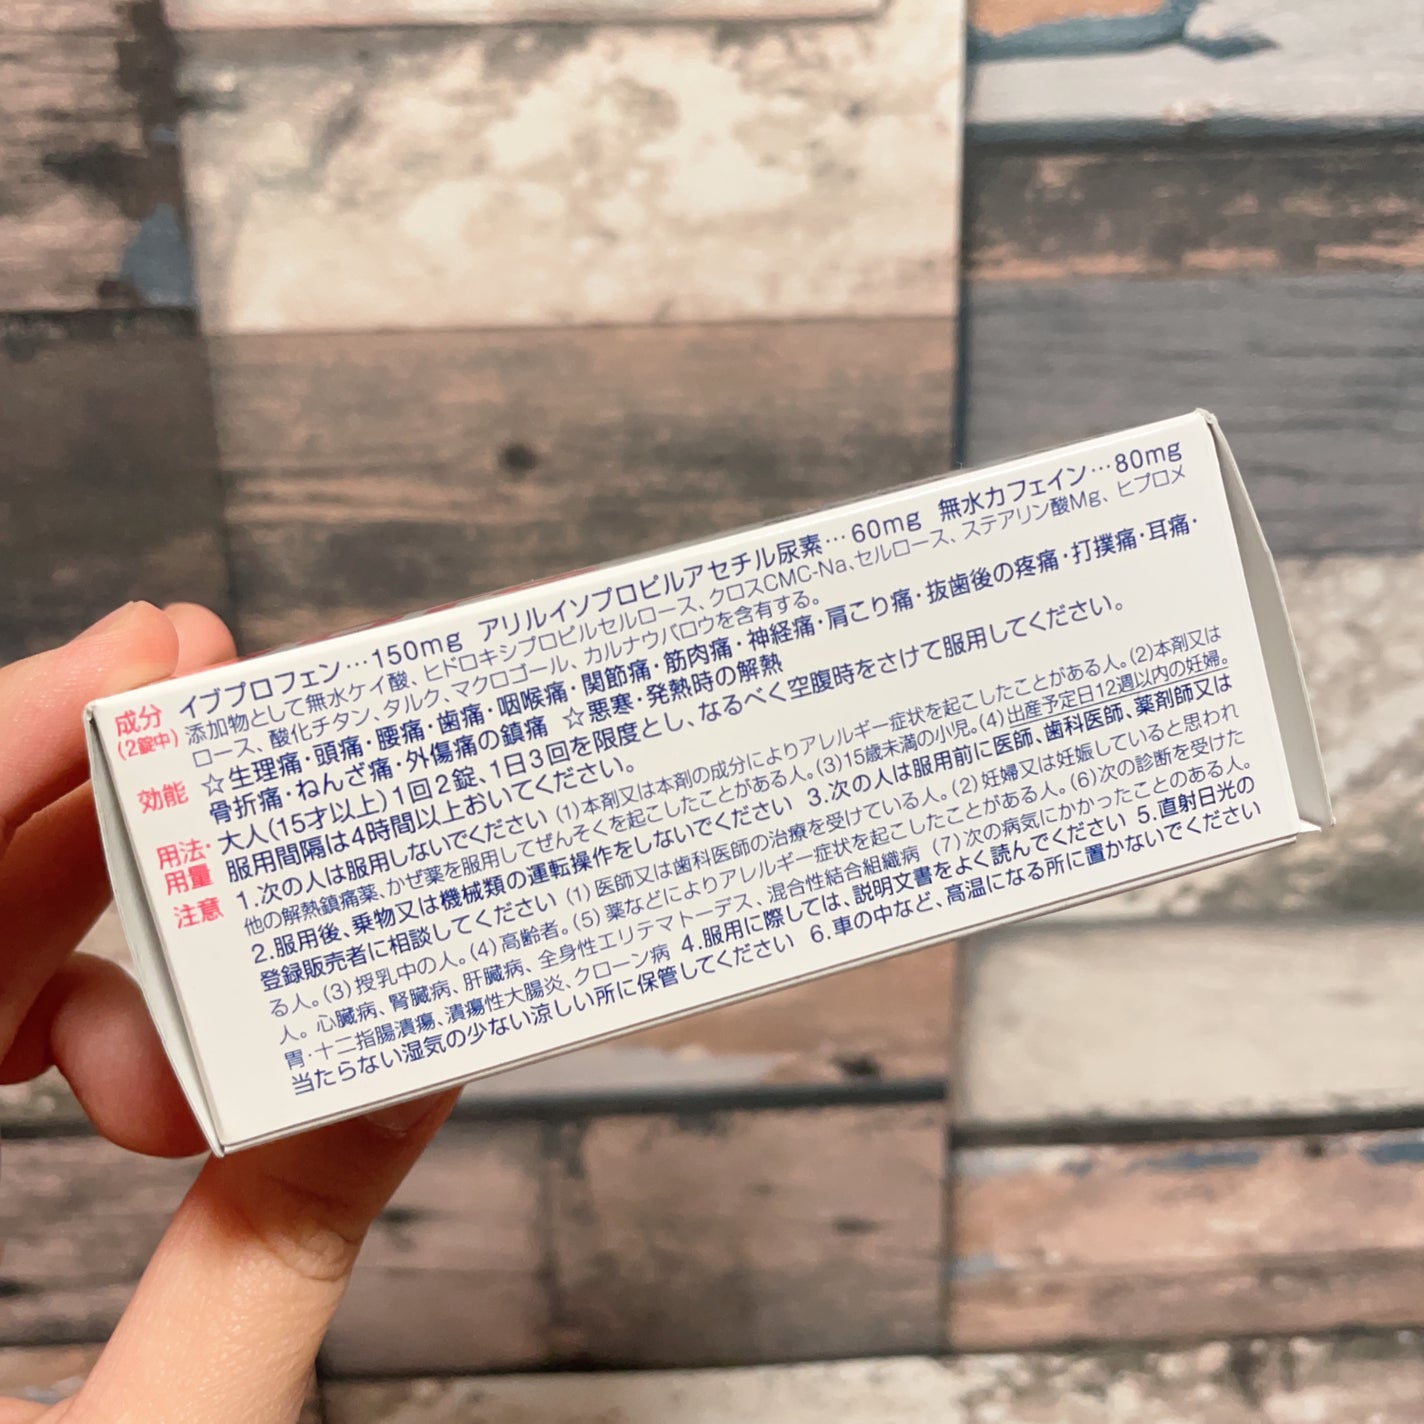 成分
(2錠中)
イブプロフェン…150mg アリルイソプロピルアセチル尿素…60mg 無水カフェイン…80mg
添加物として無水ケイ酸、ヒドロキシプロピルセルロース、クロスCMC-Na、セルロース、ステアリン酸Mg、ヒプロメ
ロース、酸化チタン、タルク、マクロゴール、カルナウバロウを含有する。
効能
☆生理痛・頭痛・腰痛・歯痛・咽喉痛・関節痛・筋肉痛・神経痛・肩こり痛・抜歯後の疼痛・打撲痛・耳痛・
骨折痛・ねんざ痛・外傷痛の鎮痛 ☆悪寒・発熱時の解熱
用法・
用量
大人(15才以上)1回2錠、1日3回を限度とし、なるべく空腹時をさけて服用してください。
服用間隔は4時間以上おいてください。
注意
1.次の人は服用しないでください (1)本剤又は本剤の成分によりアレルギー症状を起こしたことがある人。(2)本剤又は
他の解熱鎮痛薬、かぜ薬を服用してぜんそくを起こしたことがある人。(3)15歳未満の小児。(4)出産予定日12週以内の妊婦。
2.服用後、乗物又は機械類の運転操作をしないでください 3.次の人は服用前に医師、歯科医師、薬剤師又は
登録販売者に相談してください (1)医師又は歯科医師の治療を受けている人。(2)妊婦又は妊娠していると思われ
る人。(3)授乳中の人。(4)高齢者。(5)薬などによりアレルギー症状を起こしたことがある人。(6)次の診断を受けた
人。心臓病、腎臓病、肝臓病、全身性エリテマトーデス、混合性結合組織病 (7)次の病気にかかったことのある人。
胃・十二指腸潰瘍、潰瘍性大腸炎、クローン病 4.服用に際しては、説明文書をよく読んでください 5.直射日光の
当たらない湿気の少ない涼しい所に保管してください 6.車の中など、高温になる所に置かないでください